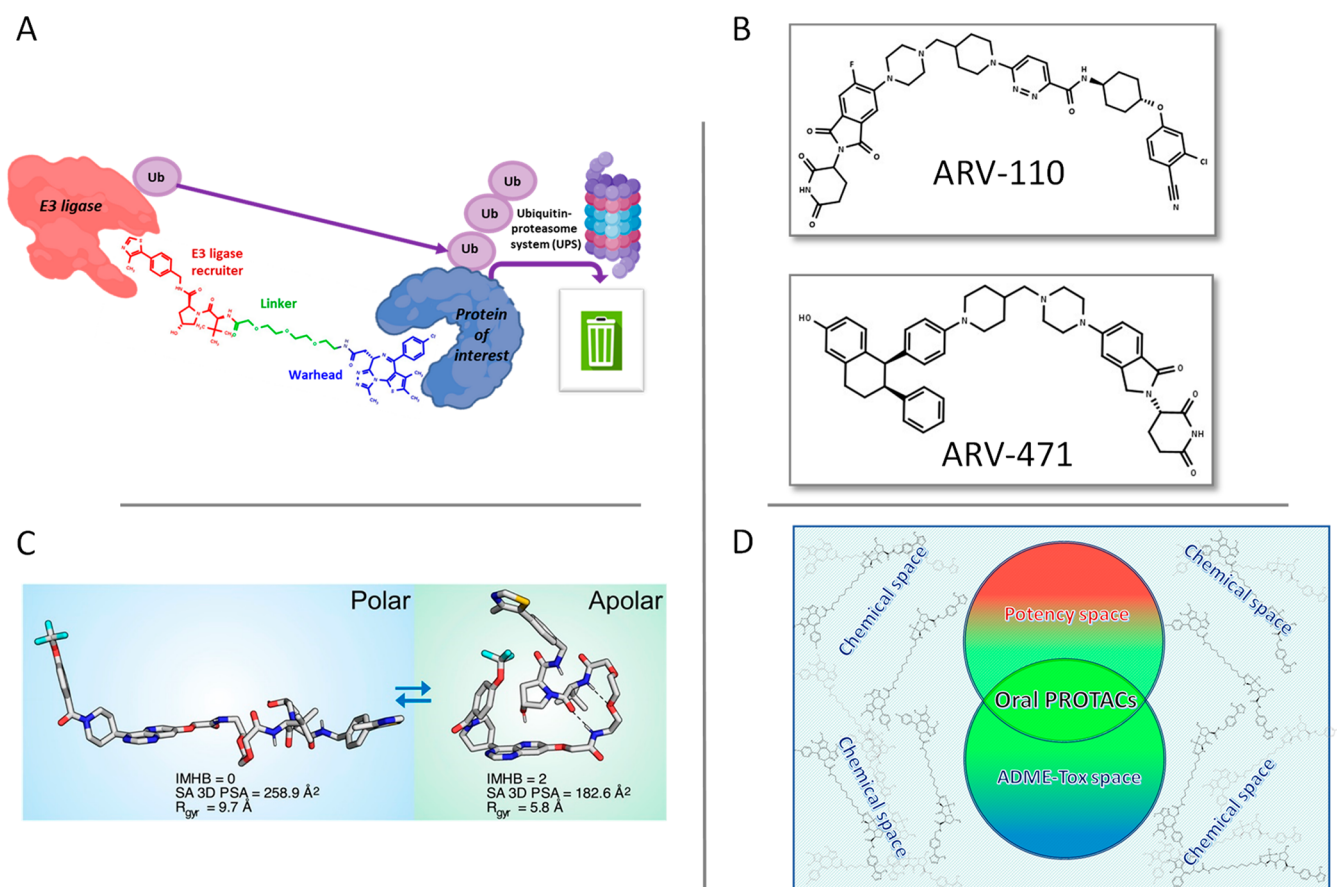 A
Ub
E3 ligase
E3 ligase
recruiter
Linker
Warhead
Ub
Ub
Ub
Ubiquitin-
proteasome
system (UPS)
Protein
of
interest
B
ARV-110
ARV-471
C
Polar
IMHB = 0
SA 3D PSA = 258.9 Å²
Rgyr = 9.7 Å
Apolar
IMHB = 2
SA 3D PSA = 182.6 Å²
Rgyr = 5.8 Å
D
Chemical space
Chemical space
Potency space
Oral PROTACs
ADME-Tox space
Chemical space
Chemical space